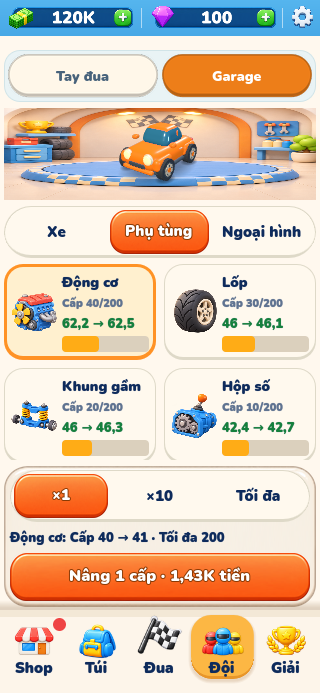 120K
100
Tay đua
Garage
Xe
Phụ tùng
Ngoại hình
Động cơ
Cấp 40/200
62,2 → 62,5
Lốp
Cấp 30/200
46 → 46,1
Khung gầm
Cấp 20/200
46 → 46,3
Hộp số
Cấp 10/200
42,4 → 42,7
×1
×10
Tối đa
Động cơ: Cấp 40 → 41 · Tối đa 200
Nâng 1 cấp · 1,43K tiền
Shop
Túi
Đua
Đội
Giải